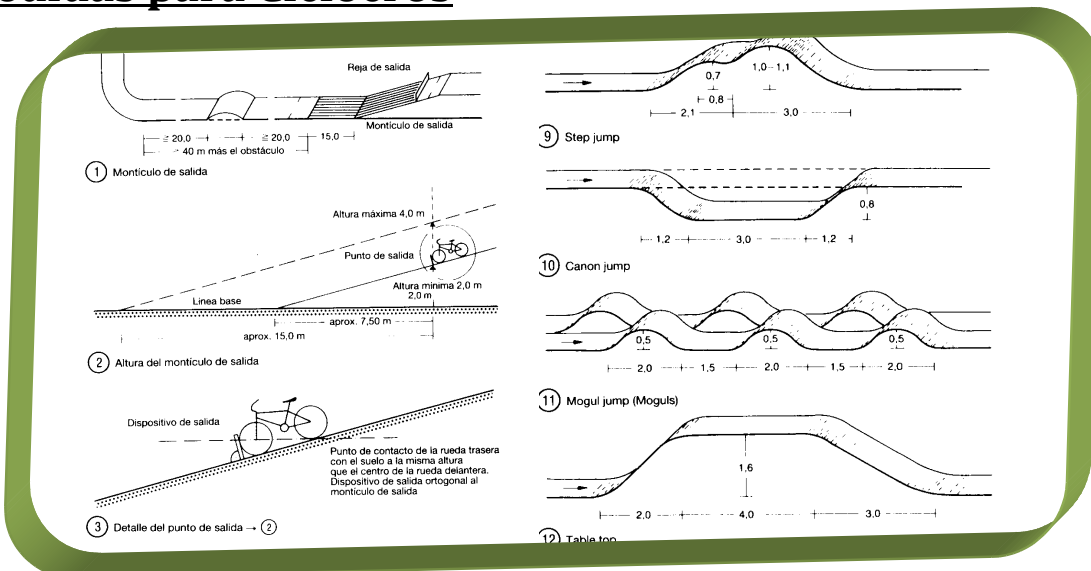 para
Reja de salida
Montículo de salida
≧ 20,0
≧ 20,0
15,0
40 m más el obstáculo
1 Montículo de salida
Altura máxima 4,0 m
Punto de salida
Altura mínima 2,0 m
2,0 m
Linea base
aprox. 7,50 m
aprox. 15,0 m
2 Altura del montículo de salida
Dispositivo de salida
Punto de contacto de la rueda trasera
con el suelo a la misma altura
que el centro de la rueda delantera.
Dispositivo de salida ortogonal al
montículo de salida
3 Detalle del punto de salida → 2
0,7
1,0–1,1
0,8
2,1
3,0
9 Step jump
0,8
1,2
3,0
1,2
10 Canon jump
0,5
0,5
0,5
2,0
1,5
2,0
1,5
2,0
11 Mogul jump (Moguls)
1,6
2,0
4,0
3,0
12 Table top